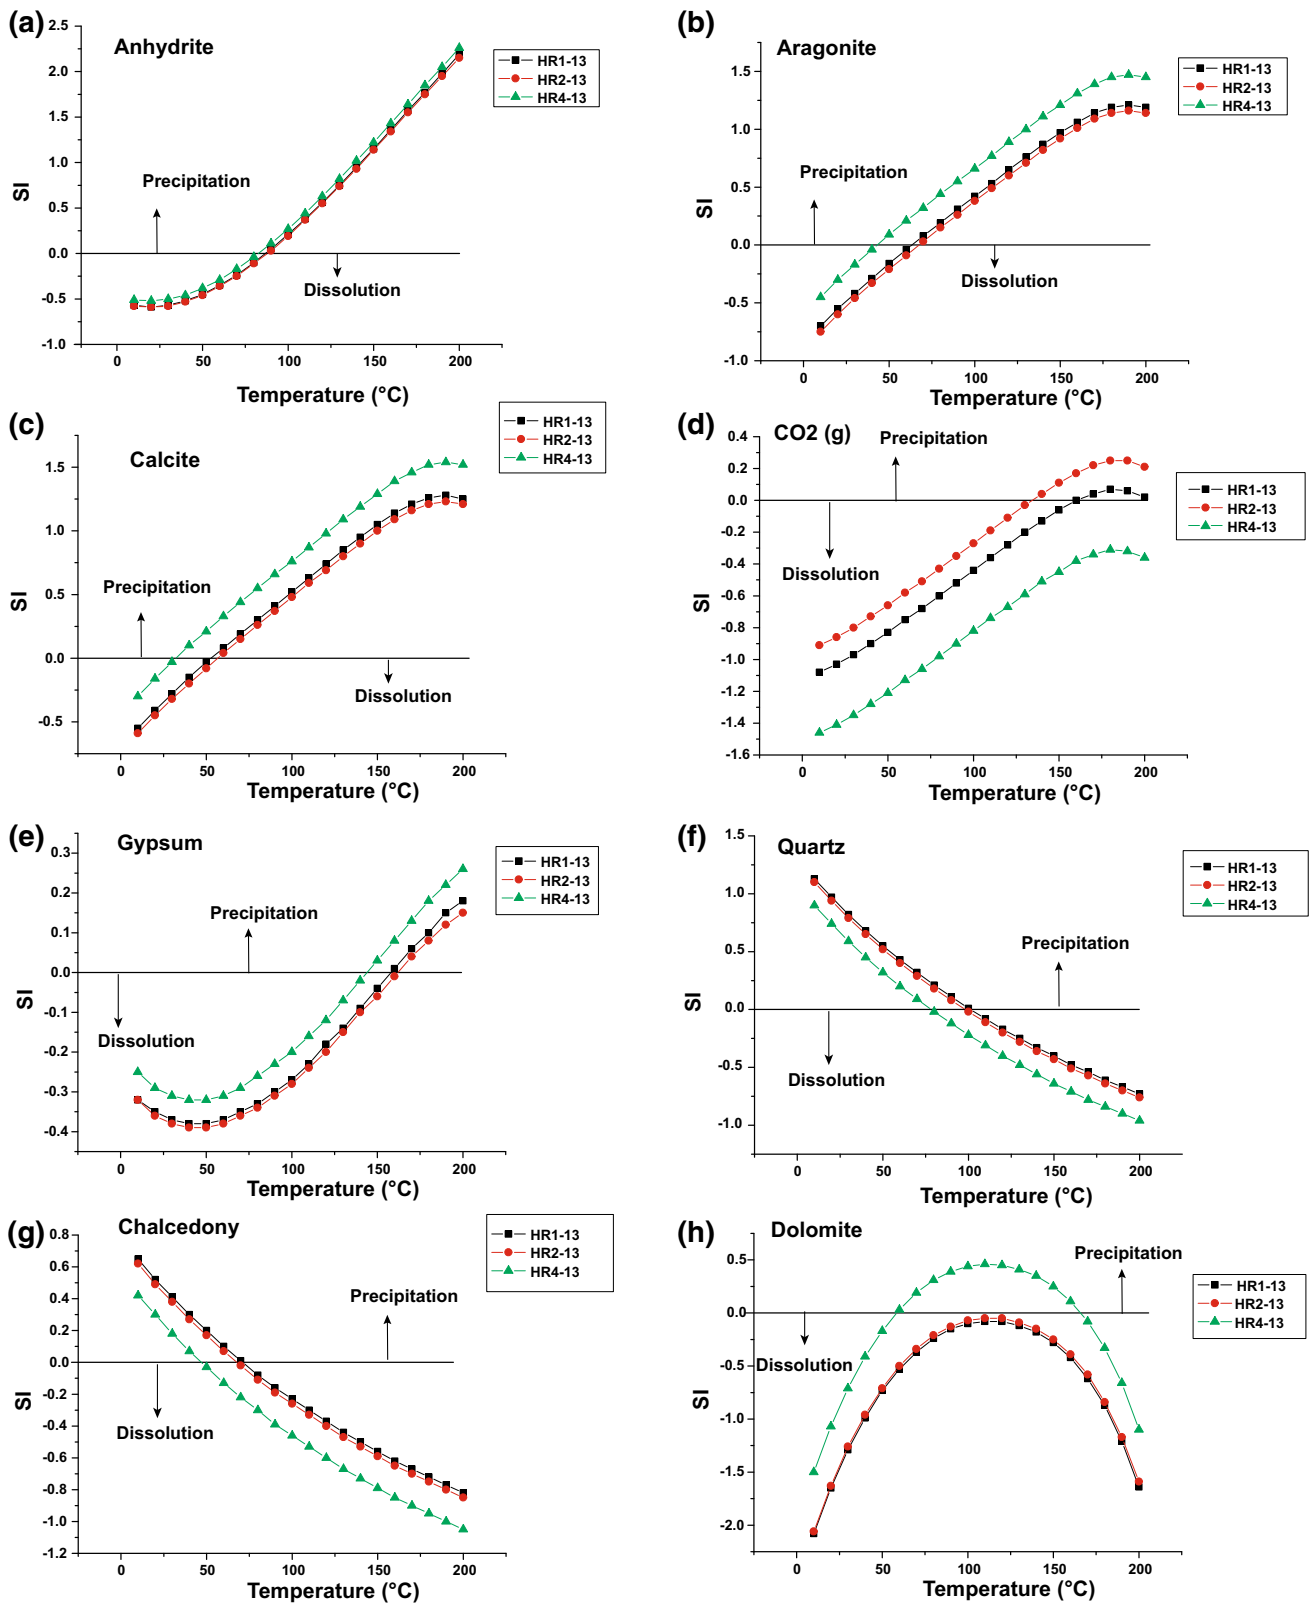 (a)
Anhydrite
2.5
2.0
1.5
1.0
0.5
0.0
-0.5
-1.0
SI
Precipitation
Dissolution
0
50
100
150
200
Temperature (°C)
HR1-13
HR2-13
HR4-13
(b)
Aragonite
1.5
1.0
0.5
0.0
-0.5
-1.0
SI
Precipitation
Dissolution
0
50
100
150
200
Temperature (°C)
HR1-13
HR2-13
HR4-13
(c)
Calcite
1.5
1.0
0.5
0.0
-0.5
SI
Precipitation
Dissolution
0
50
100
150
200
Temperature (°C)
HR1-13
HR2-13
HR4-13
(d)
CO2 (g)
0.4
0.2
0.0
-0.2
-0.4
-0.6
-0.8
-1.0
-1.2
-1.4
-1.6
SI
Precipitation
Dissolution
0
50
100
150
200
Temperature (°C)
HR1-13
HR2-13
HR4-13
(e)
Gypsum
0.3
0.2
0.1
0.0
-0.1
-0.2
-0.3
-0.4
SI
Precipitation
Dissolution
0
50
100
150
200
Temperature (°C)
HR1-13
HR2-13
HR4-13
(f)
Quartz
1.5
1.0
0.5
0.0
-0.5
-1.0
SI
Precipitation
Dissolution
0
50
100
150
200
Temperature (°C)
HR1-13
HR2-13
HR4-13
(g)
Chalcedony
0.8
0.6
0.4
0.2
0.0
-0.2
-0.4
-0.6
-0.8
-1.0
-1.2
SI
Precipitation
Dissolution
0
50
100
150
200
Temperature (°C)
HR1-13
HR2-13
HR4-13
(h)
Dolomite
0.5
0.0
-0.5
-1.0
-1.5
-2.0
SI
Precipitation
Dissolution
0
50
100
150
200
Temperature (°C)
HR1-13
HR2-13
HR4-13